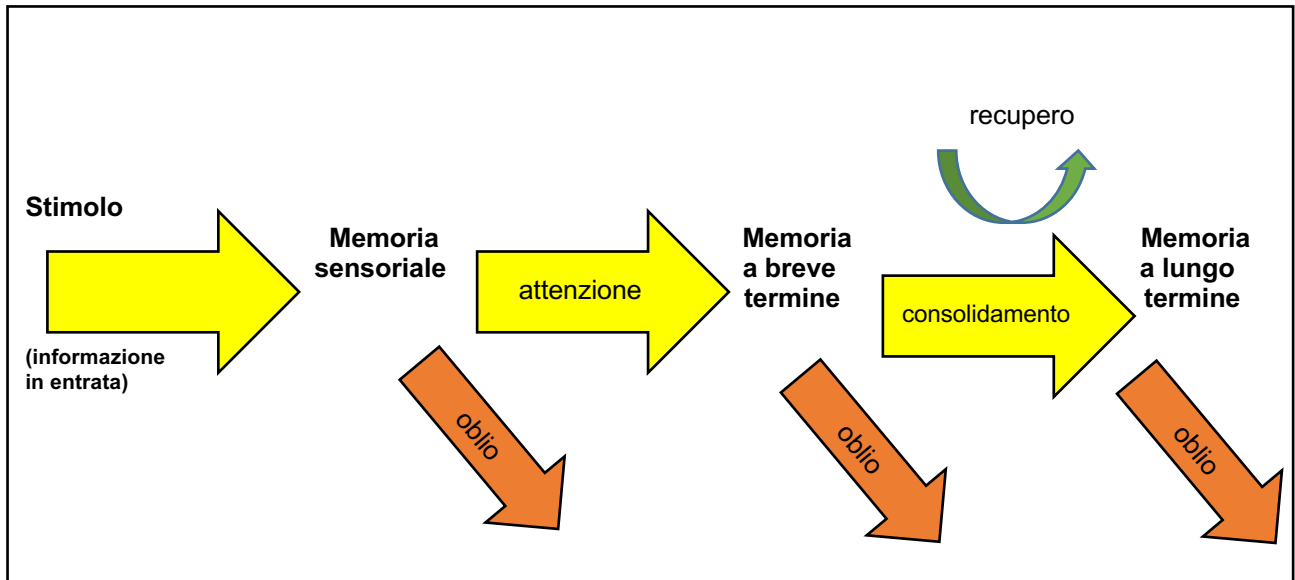 recupero
Stimolo
Memoria
sensoriale
attenzione
Memoria
a breve
termine
consolidamento
Memoria
a lungo
termine
(informazione
in entrata)
oblio
oblio
oblio